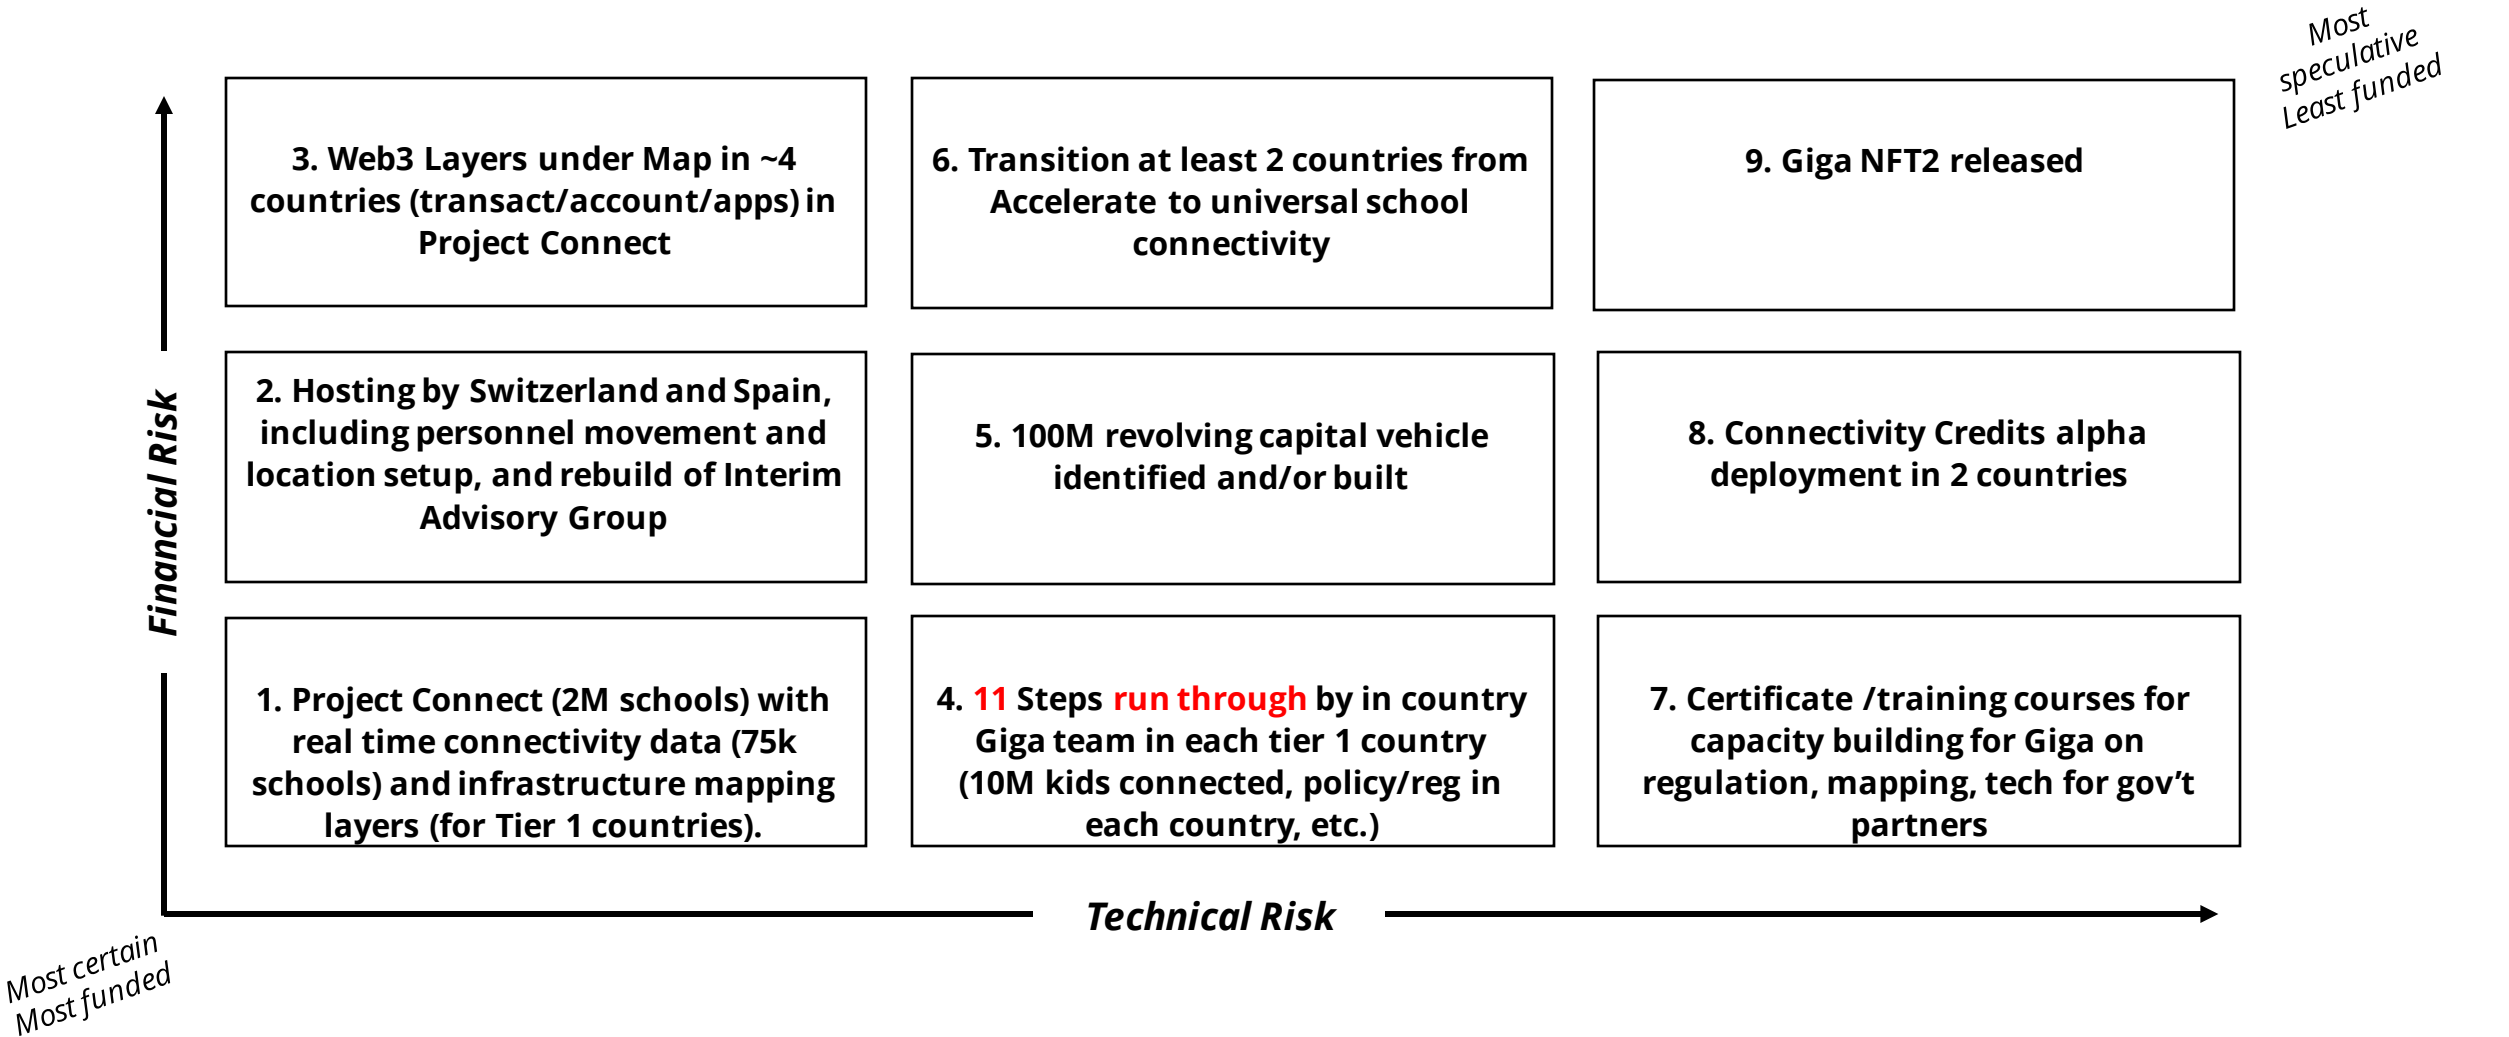 Most
speculative
Least funded
3. Web3 Layers under Map in ~4
countries (transact/account/apps) in
Project Connect
6. Transition at least 2 countries from
Accelerate to universal school
connectivity
9. Giga NFT2 released
Financial Risk
2. Hosting by Switzerland and Spain,
including personnel movement and
location setup, and rebuild of Interim
Advisory Group
5. 100M revolving capital vehicle
identified and/or built
8. Connectivity Credits alpha
deployment in 2 countries
1. Project Connect (2M schools) with
real time connectivity data (75k
schools) and infrastructure mapping
layers (for Tier 1 countries).
4. 11 Steps run through by in country
Giga team in each tier 1 country
(10M kids connected, policy/reg in
each country, etc.)
7. Certificate /training courses for
capacity building for Giga on
regulation, mapping, tech for gov’t
partners
Technical Risk
Most certain
Most funded